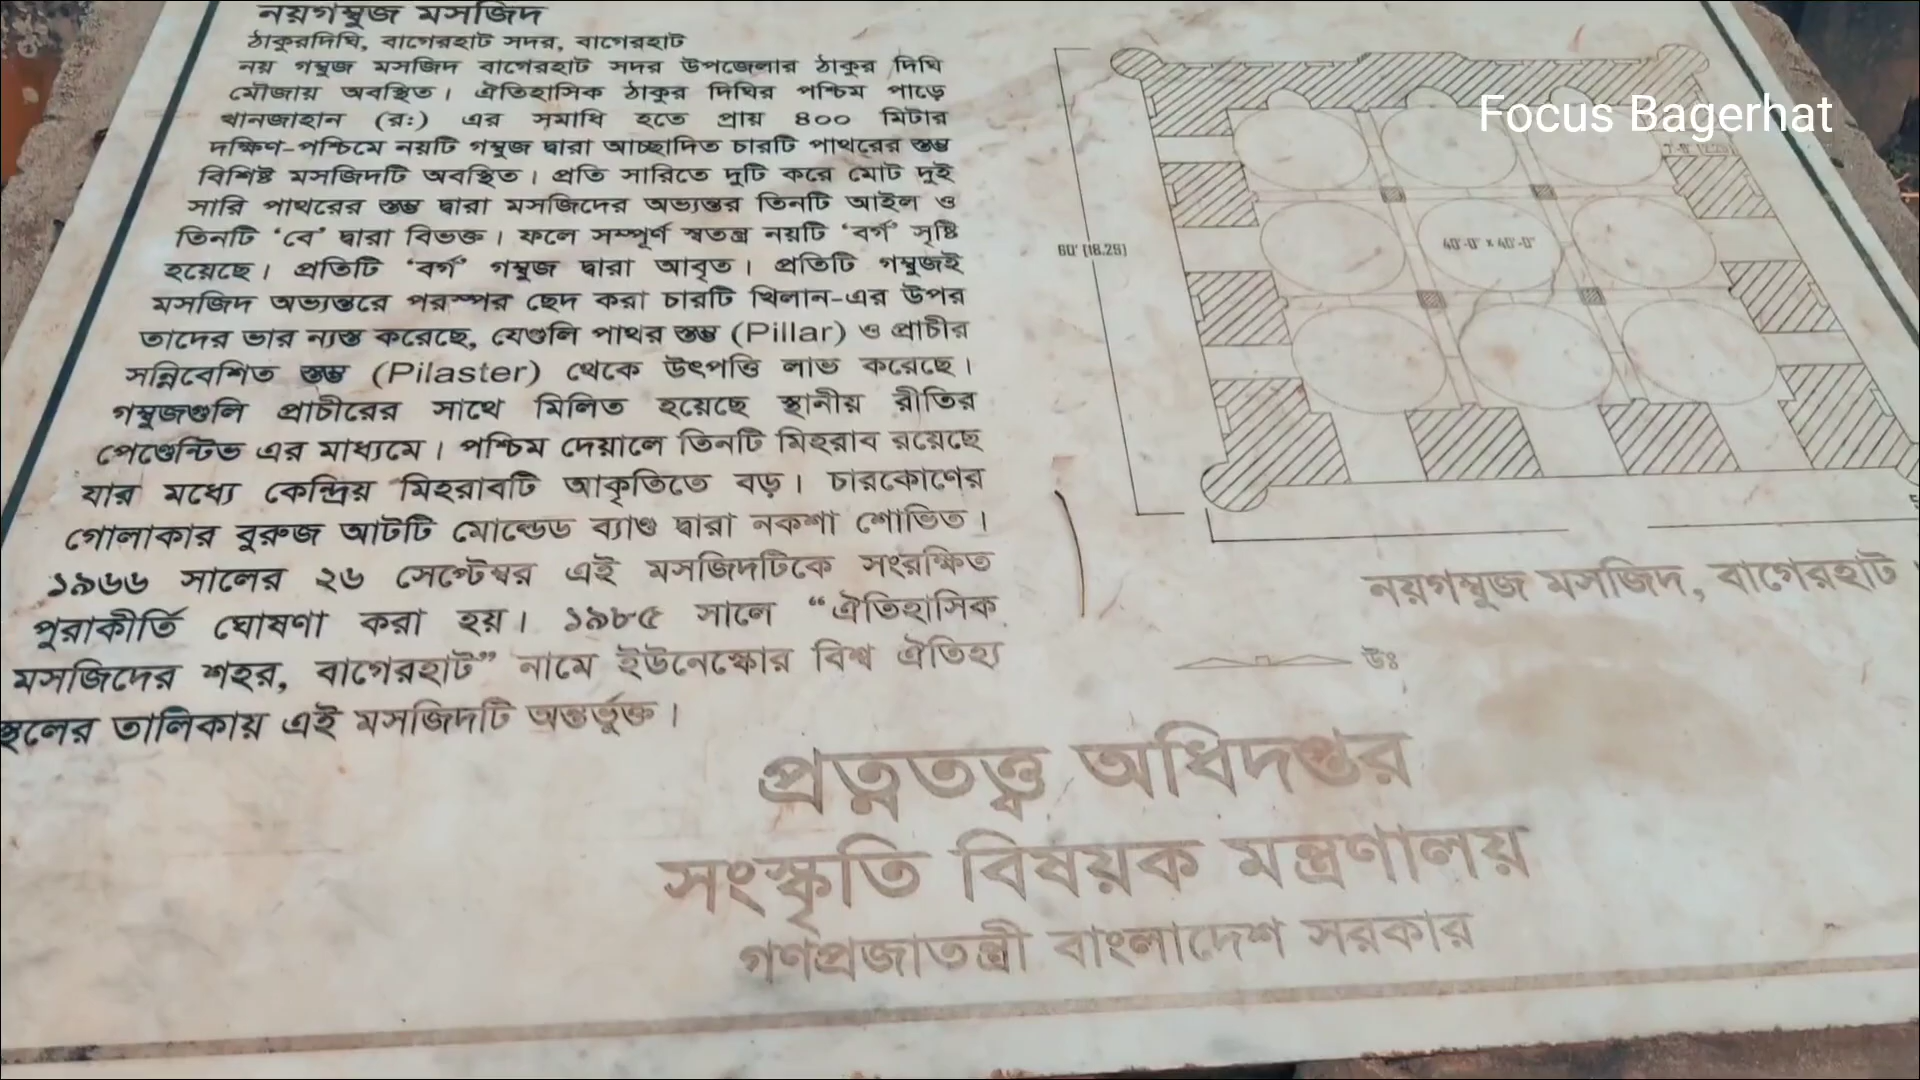 নয়গম্বুজ মসজিদ
ঠাকুরদিঘি, বাগেরহাট সদর, বাগেরহাট
নয় গম্বুজ মসজিদ বাগেরহাট সদর উপজেলার ঠাকুর দিঘি
মৌজায় অবস্থিত। ঐতিহাসিক ঠাকুর দিঘির পশ্চিম পাড়ে
খানজাহান (রঃ) এর সমাধি হতে প্রায় ৪০০ মিটার
দক্ষিণ-পশ্চিমে নয়টি গম্বুজ দ্বারা আচ্ছাদিত চারটি পাথরের স্তম্ভ
বিশিষ্ট মসজিদটি অবস্থিত। প্রতি সারিতে দুটি করে মোট দুই
সারি পাথরের স্তম্ভ দ্বারা মসজিদের অভ্যন্তর তিনটি আইল ও
তিনটি ‘বে’ দ্বারা বিভক্ত। ফলে সম্পূর্ণ স্বতন্ত্র নয়টি ‘বর্গ’ সৃষ্টি
হয়েছে। প্রতিটি ‘বর্গ’ গম্বুজ দ্বারা আবৃত। প্রতিটি গম্বুজই
মসজিদ অভ্যন্তরে পরস্পর ছেদ করা চারটি খিলান-এর উপর
তাদের ভার ন্যস্ত করেছে, যেগুলি পাথর স্তম্ভ (Pillar) ও প্রাচীর
সন্নিবেশিত স্তম্ভ (Pilaster) থেকে উৎপত্তি লাভ করেছে।
গম্বুজগুলি প্রাচীরের সাথে মিলিত হয়েছে স্থানীয় রীতির
পেণ্ডেন্টিভ এর মাধ্যমে। পশ্চিম দেয়ালে তিনটি মিহরাব রয়েছে
যার মধ্যে কেন্দ্রিয় মিহরাবটি আকৃতিতে বড়। চারকোণের
গোলাকার বুরুজ আটটি মোল্ডেড ব্যাণ্ড দ্বারা নকশা শোভিত।
১৯৬৬ সালের ২৬ সেপ্টেম্বর এই মসজিদটিকে সংরক্ষিত
পুরাকীর্তি ঘোষণা করা হয়। ১৯৮৫ সালে “ঐতিহাসিক
মসজিদের শহর, বাগেরহাট” নামে ইউনেস্কোর বিশ্ব ঐতিহ্য
স্থলের তালিকায় এই মসজিদটি অন্তর্ভুক্ত।
Focus Bagerhat
60' (18.29)
40'-0" x 40'-0"
নয়গম্বুজ মসজিদ, বাগেরহাট
উঃ
প্রত্নতত্ত্ব অধিদপ্তর
সংস্কৃতি বিষয়ক মন্ত্রণালয়
গণপ্রজাতন্ত্রী বাংলাদেশ সরকার